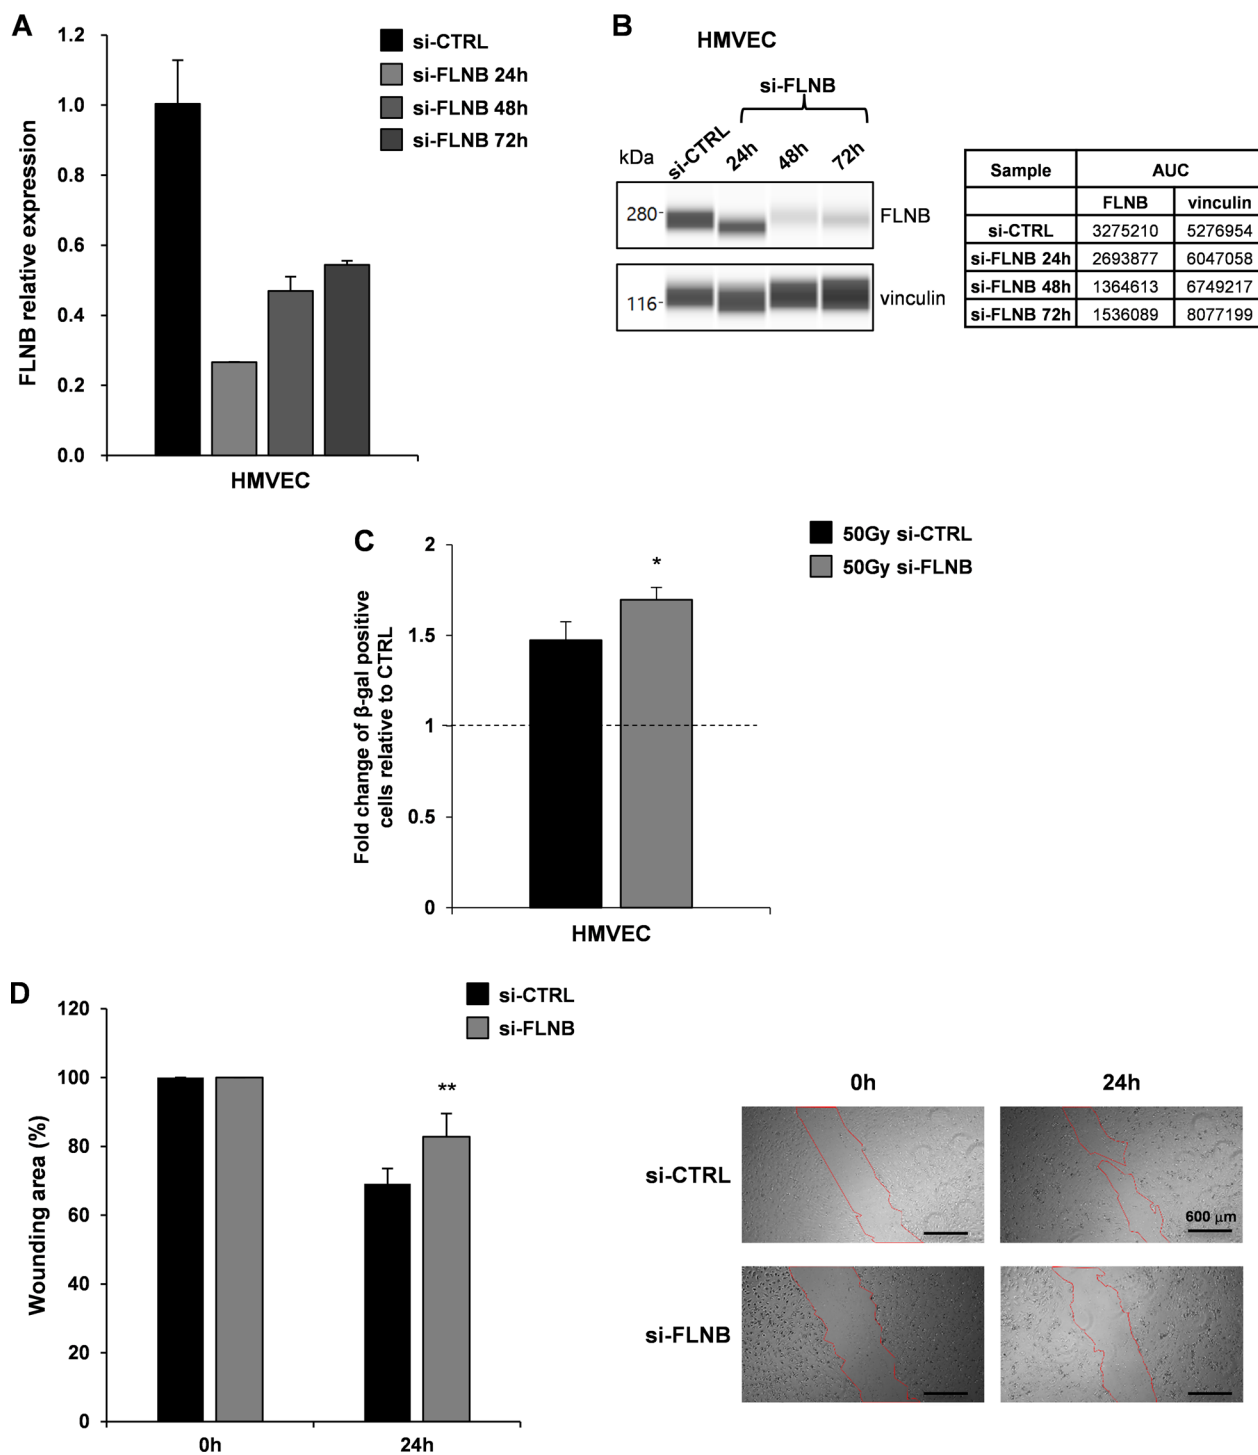 A
1.2
1.0
0.8
0.6
0.4
0.2
0.0
FLNB relative expression
HMVEC
si-CTRL
si-FLNB 24h
si-FLNB 48h
si-FLNB 72h
B
HMVEC
si-FLNB
kDa
si-CTRL
24h
48h
72h
280-
FLNB
116-
vinculin
Sample AUC
FLNB vinculin
si-CTRL 3275210 5276954
si-FLNB 24h 2693877 6047058
si-FLNB 48h 1364613 6749217
si-FLNB 72h 1536089 8077199
C
2
1.5
1
0.5
0
Fold change of β-gal positive
cells relative to CTRL
*
HMVEC
50Gy si-CTRL
50Gy si-FLNB
D
120
100
80
60
40
20
0
Wounding area (%)
**
0h 24h
si-CTRL
si-FLNB
0h 24h
si-CTRL
600 µm
si-FLNB